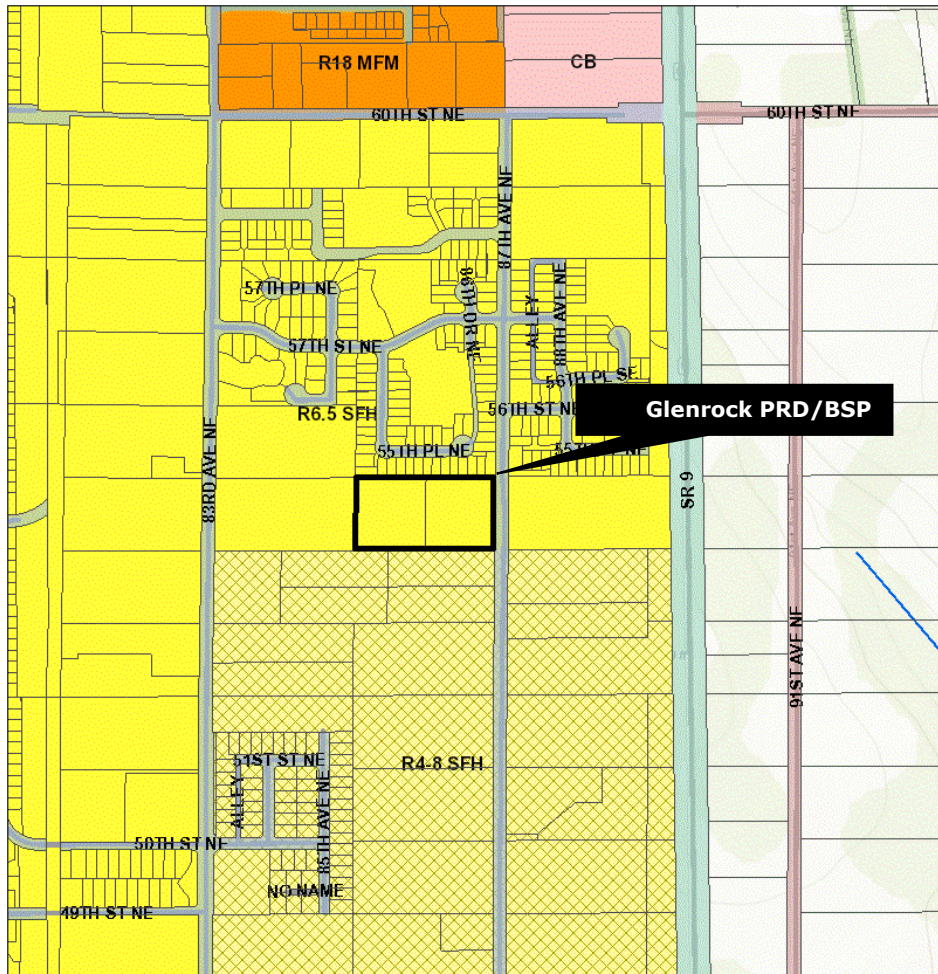 R18 MFM
CB
60TH ST NE
60TH ST NE
87TH AVE NE
57TH PL NE
86TH DR NE
ALLEY
88TH AVE NE
57TH ST NE
56TH PL SE
R6.5 SFH
56TH ST NE
Glenrock PRD/BSP
55TH PL NE
83RD AVE NE
SR 9
91ST AVE NE
51ST ST NE
R4-8 SFH
ALLEY
85TH AVE NE
50TH ST NE
NO NAME
49TH ST NE